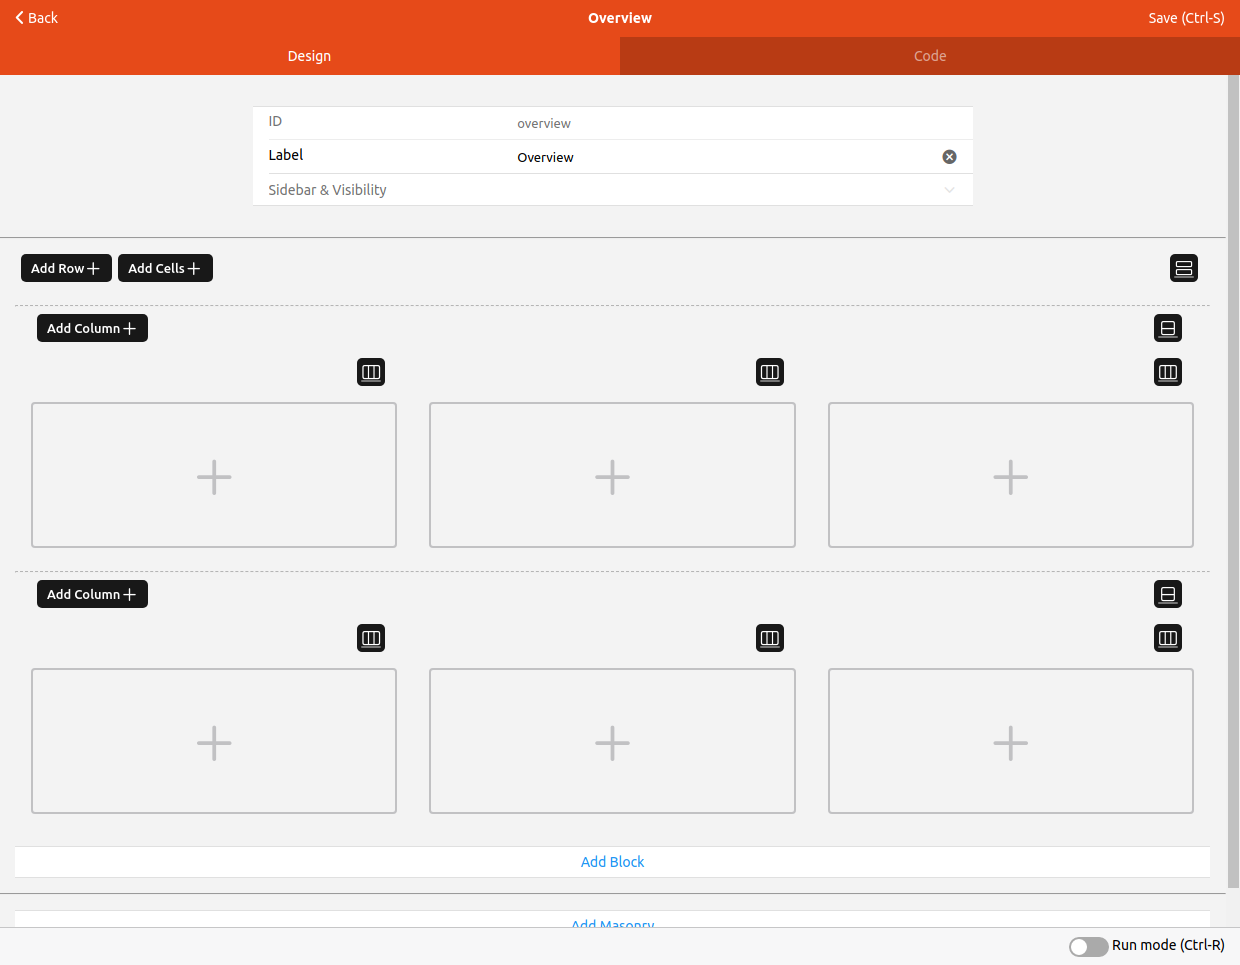 Back
Overview
Save (Ctrl-S)
Design
Code
ID
overview
Label
Overview
Sidebar & Visibility
Add Row
Add Cells
Add Column
Add Column
Add Block
Add Masonry
Run mode (Ctrl-R)